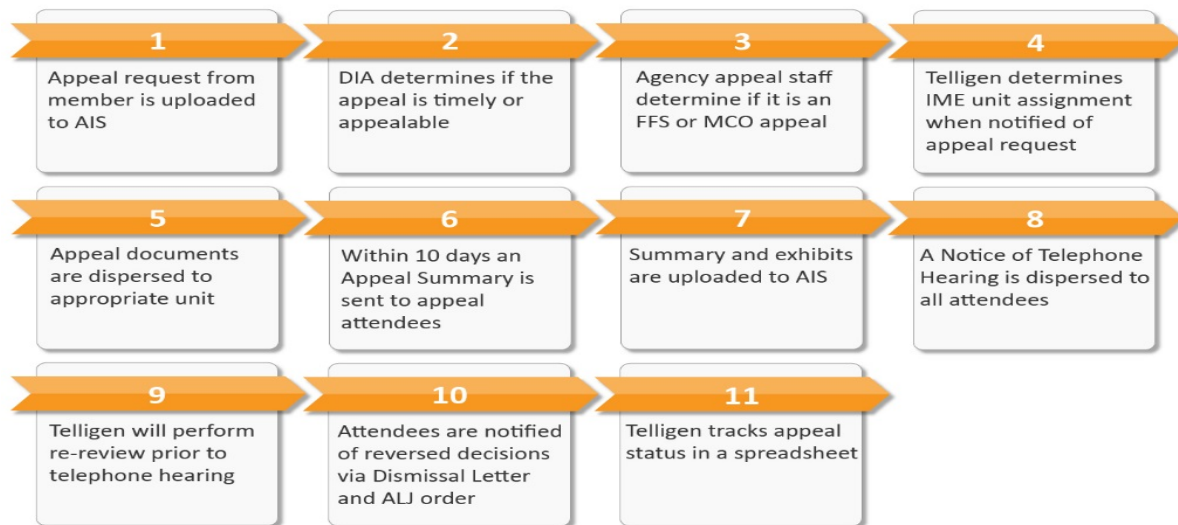 1
Appeal request from
member is uploaded
to AIS
2
DIA determines if the
appeal is timely or
appealable
3
Agency appeal staff
determine if it is an
FFS or MCO appeal
4
Telligen determines
IME unit assignment
when notified of
appeal request
5
Appeal documents
are dispersed to
appropriate unit
6
Within 10 days an
Appeal Summary is
sent to appeal
attendees
7
Summary and exhibits
are uploaded to AIS
8
A Notice of Telephone
Hearing is dispersed to
all attendees
9
Telligen will perform
re-review prior to
telephone hearing
10
Attendees are notified
of reversed decisions
via Dismissal Letter
and ALJ order
11
Telligen tracks appeal
status in a spreadsheet